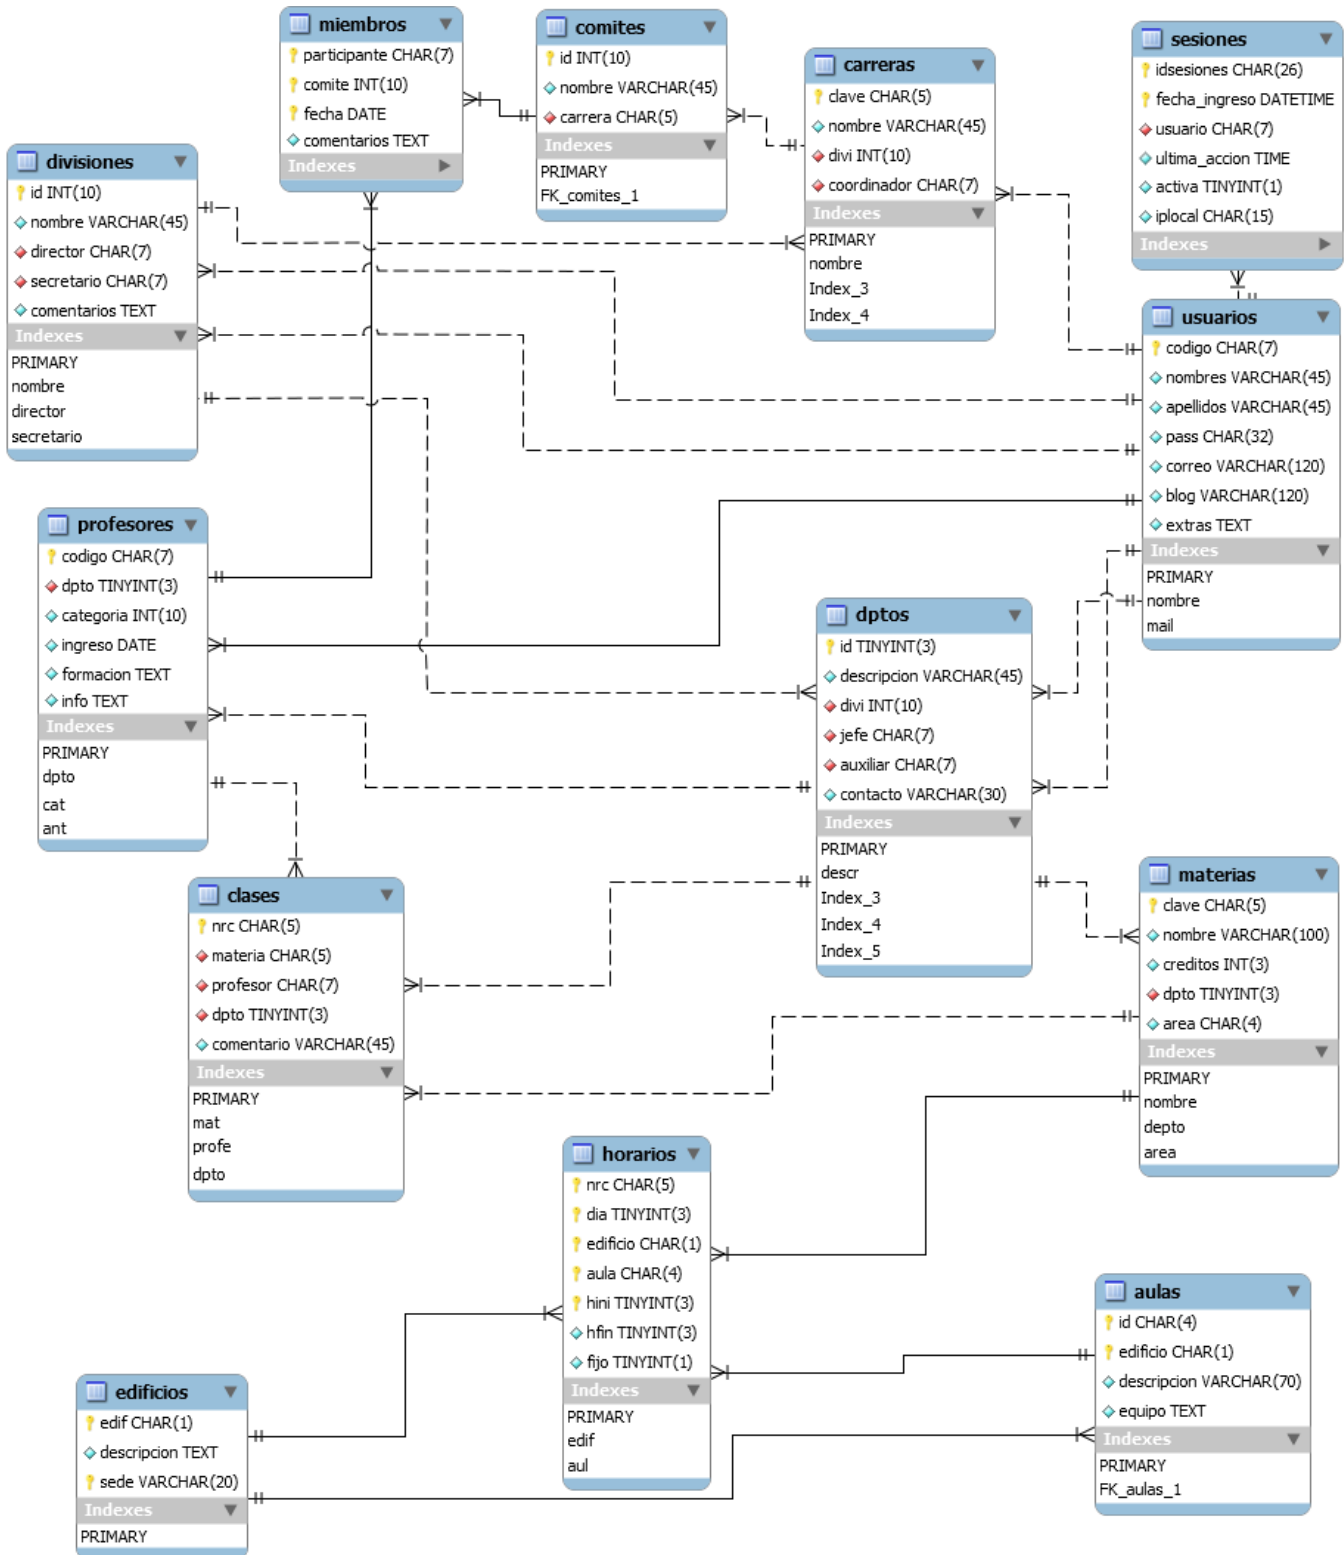 miembros
participante CHAR(7)
comite INT(10)
fecha DATE
comentarios TEXT
Indexes
comites
id INT(10)
nombre VARCHAR(45)
carrera CHAR(5)
Indexes
PRIMARY
FK_comites_1
carreras
clave CHAR(5)
nombre VARCHAR(45)
divi INT(10)
coordinador CHAR(7)
Indexes
PRIMARY
nombre
Index_3
Index_4
sesiones
idsesiones CHAR(26)
fecha_ingreso DATETIME
usuario CHAR(7)
ultima_accion TIME
activa TINYINT(1)
iplocal CHAR(15)
Indexes
divisiones
id INT(10)
nombre VARCHAR(45)
director CHAR(7)
secretario CHAR(7)
comentarios TEXT
Indexes
PRIMARY
nombre
director
secretario
usuarios
codigo CHAR(7)
nombres VARCHAR(45)
apellidos VARCHAR(45)
pass CHAR(32)
correo VARCHAR(120)
blog VARCHAR(120)
extras TEXT
Indexes
PRIMARY
nombre
mail
profesores
codigo CHAR(7)
dpto TINYINT(3)
categoria INT(10)
ingreso DATE
formacion TEXT
info TEXT
Indexes
PRIMARY
dpto
cat
ant
dptos
id TINYINT(3)
descripcion VARCHAR(45)
divi INT(10)
jefe CHAR(7)
auxiliar CHAR(7)
contacto VARCHAR(30)
Indexes
PRIMARY
descr
Index_3
Index_4
Index_5
clases
nrc CHAR(5)
materia CHAR(5)
profesor CHAR(7)
dpto TINYINT(3)
comentario VARCHAR(45)
Indexes
PRIMARY
mat
profe
dpto
materias
clave CHAR(5)
nombre VARCHAR(100)
creditos INT(3)
dpto TINYINT(3)
area CHAR(4)
Indexes
PRIMARY
nombre
depto
area
horarios
nrc CHAR(5)
dia TINYINT(3)
edificio CHAR(1)
aula CHAR(4)
hini TINYINT(3)
hfin TINYINT(3)
fijo TINYINT(1)
Indexes
PRIMARY
edif
aul
aulas
id CHAR(4)
edificio CHAR(1)
descripcion VARCHAR(70)
equipo TEXT
Indexes
PRIMARY
FK_aulas_1
edificios
edif CHAR(1)
descripcion TEXT
sede VARCHAR(20)
Indexes
PRIMARY